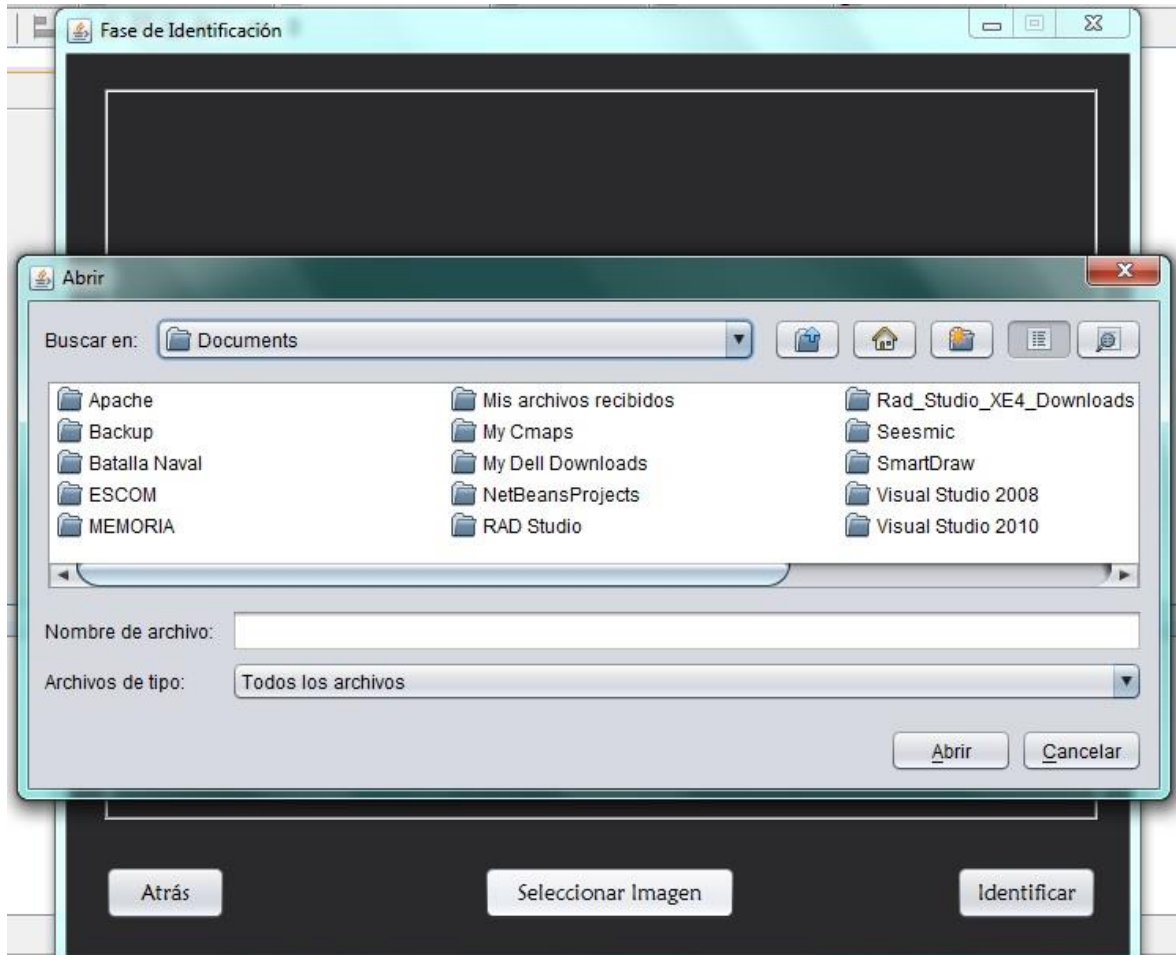 Fase de Identificación
Abrir
Buscar en: Documents
Apache Mis archivos recibidos Rad_Studio_XE4_Downloads
Backup My Cmaps Seesmic
Batalla Naval My Dell Downloads SmartDraw
ESCOM NetBeansProjects Visual Studio 2008
MEMORIA RAD Studio Visual Studio 2010
Nombre de archivo:
Archivos de tipo: Todos los archivos
Abrir Cancelar
Atrás Seleccionar Imagen Identificar